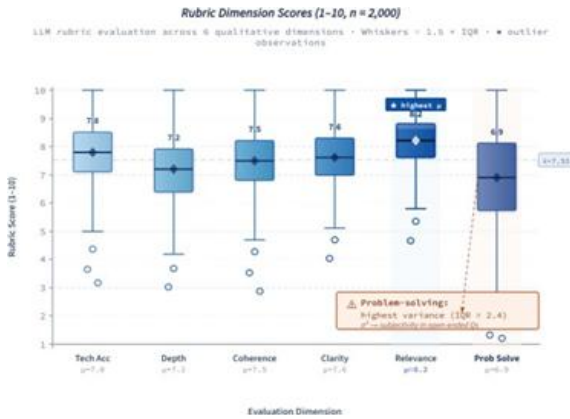 Rubric Dimension Scores (1–10, n = 2,000)
LLM rubric evaluation across 6 qualitative dimensions · Whiskers = 1.5 × IQR · ● outlier
observations
10
9
8
7
6
5
4
3
2
1
Rubric Score (1–10)
7.8
7.2
7.5
7.6
◆ highest μ
8.2
6.9
⚠ Problem-solving:
highest variance (IQR = 2.4)
Tech Acc
Depth
Coherence
Clarity
Relevance
Prob Solve
μ=7.8
μ=7.2
μ=7.5
μ=7.6
μ=8.2
μ=6.9
Evaluation Dimension